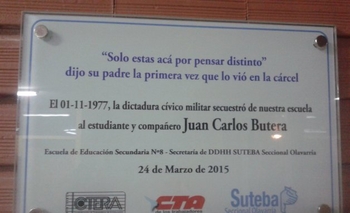 “Solo estas acá por pensar distinto”
dijo su padre la primera vez que lo vió en la cárcel
El 01-11-1977, la dictadura cívico militar secuestró de nuestra escuela
al estudiante y compañero Juan Carlos Butera
Escuela de Educación Secundaria Nº8 - Secretaria de DDHH SUTEBA Seccional Olavarría
24 de Marzo de 2015
CTERA CTA Suteba